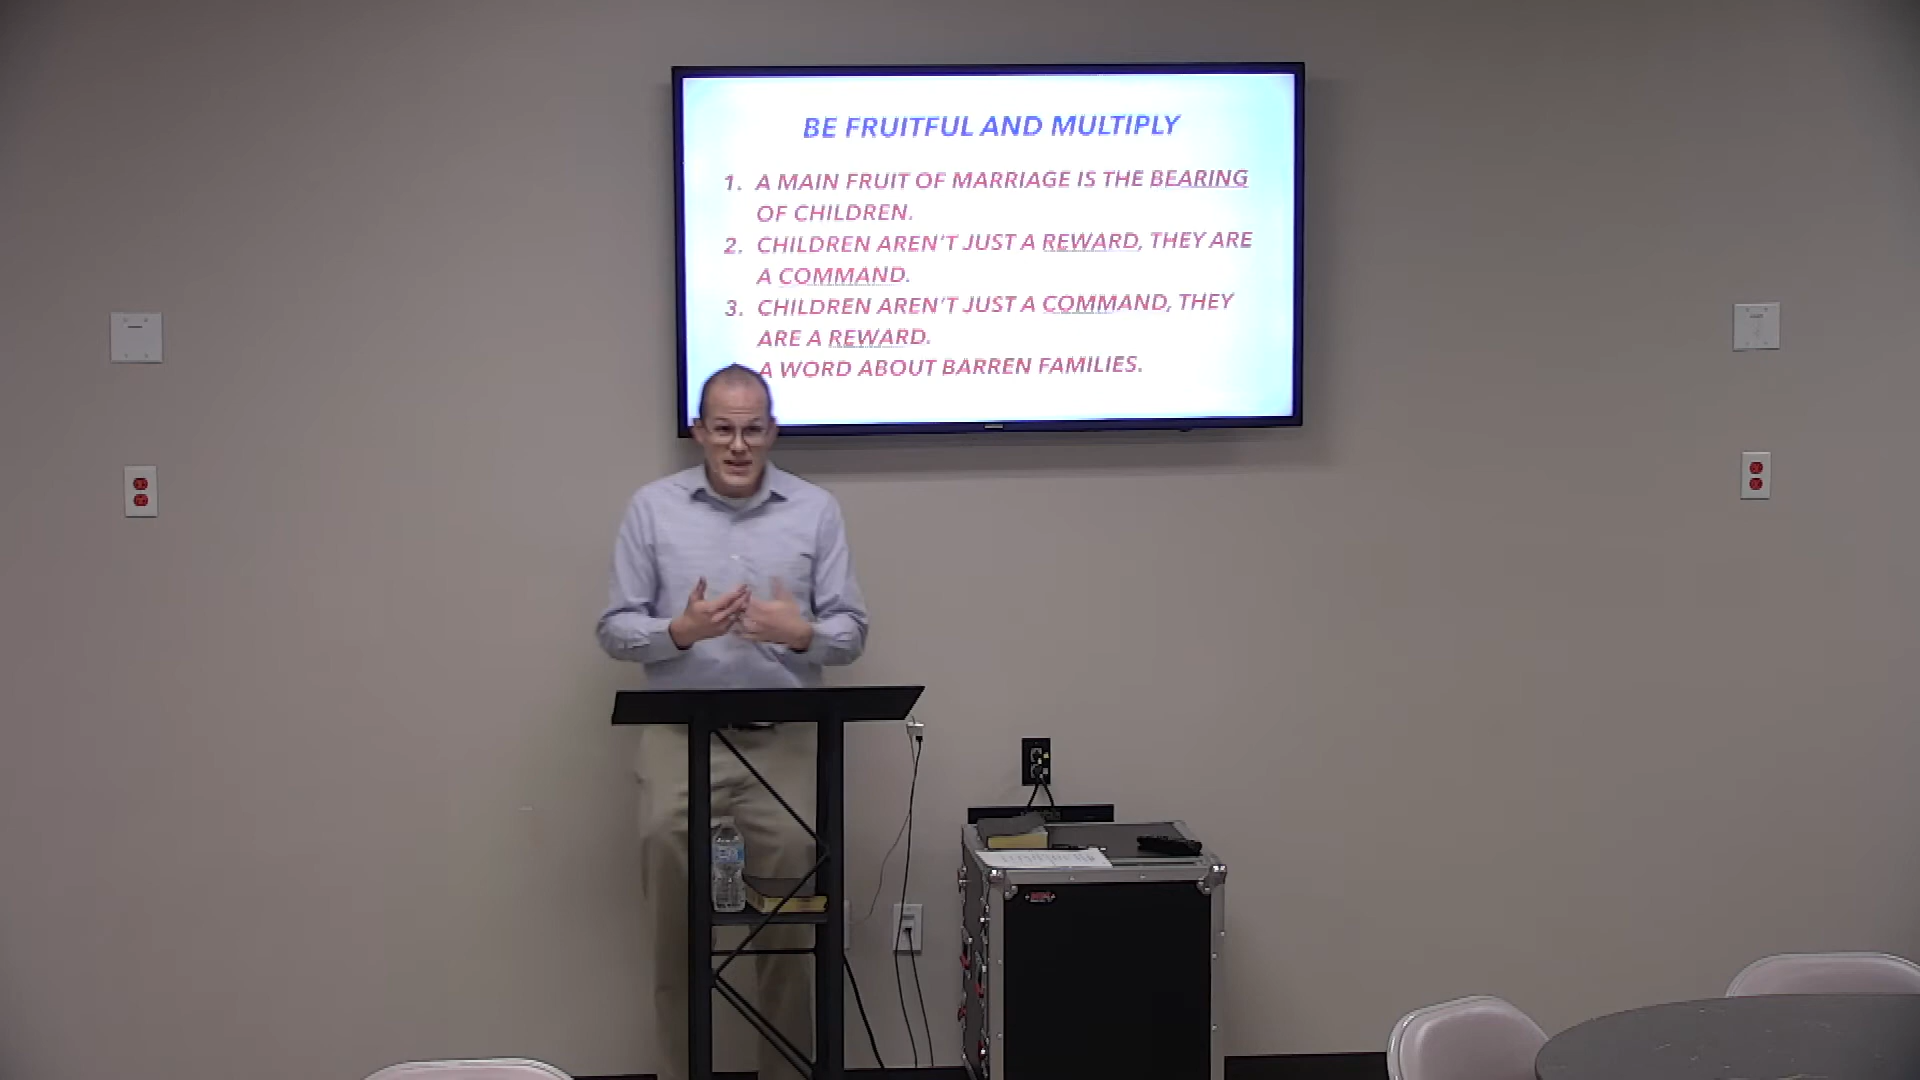 BE FRUITFUL AND MULTIPLY
1. A MAIN FRUIT OF MARRIAGE IS THE BEARING
OF CHILDREN.
2. CHILDREN AREN'T JUST A REWARD, THEY ARE
A COMMAND.
3. CHILDREN AREN'T JUST A COMMAND, THEY
ARE A REWARD.
A WORD ABOUT BARREN FAMILIES.